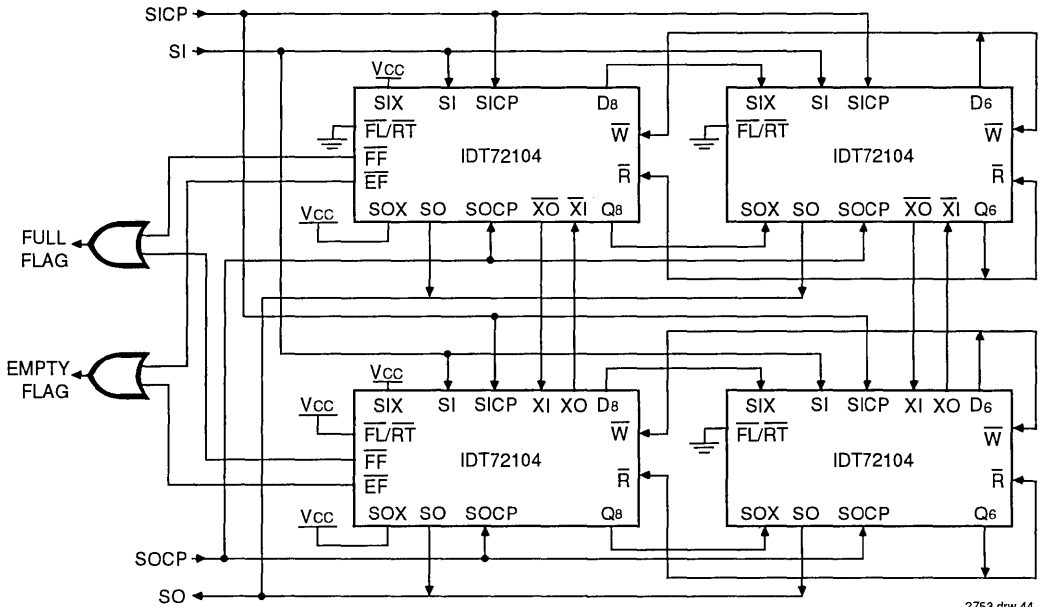 SICP
SI
VCC
SIX SI SICP D8
FL/RT
W
FF
IDT72104
EF
R
VCC
SOX SO SOCP XO XI Q8
SIX SI SICP D6
FL/RT
W
IDT72104
R
SOX SO SOCP XO XI Q6
FULL
FLAG
EMPTY
FLAG
VCC
VCC
SIX SI SICP XI XO D8
FL/RT
W
FF
IDT72104
EF
R
VCC
SOX SO SOCP Q8
SIX SI SICP XI XO D6
FL/RT
W
IDT72104
R
SOX SO SOCP Q6
SOCP
SO
2753 drw 44